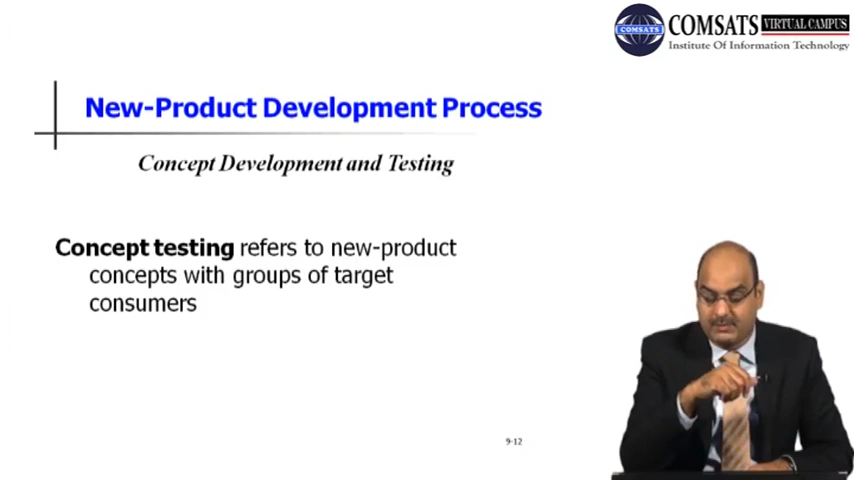 COMSATS VIRTUAL CAMPUS
COMSATS
Institute Of Information Technology
New-Product Development Process
Concept Development and Testing
Concept testing refers to new-product
concepts with groups of target
consumers
9-12